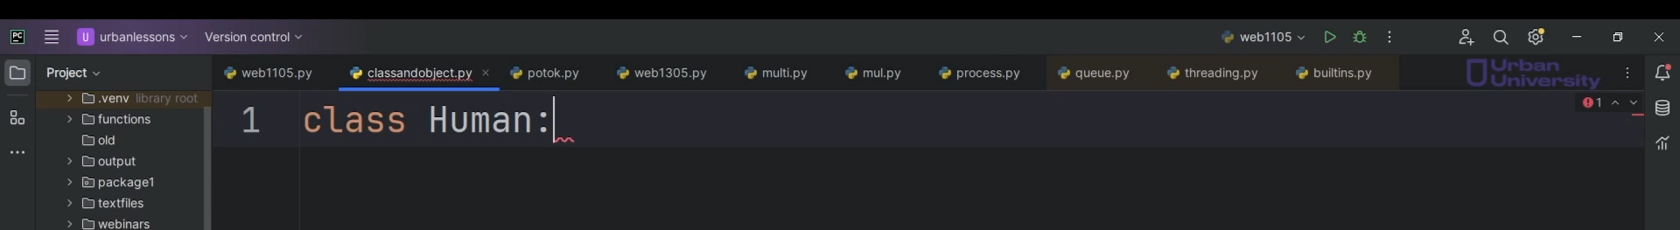 PC U urbanlessons Version control web1105
Project web1105.py classandobject.py potok.py web1305.py multi.py mul.py process.py queue.py threading.py builtins.py Urban University
.venv library root
1 class Human: 1
functions
old
output
package1
textfiles
webinars